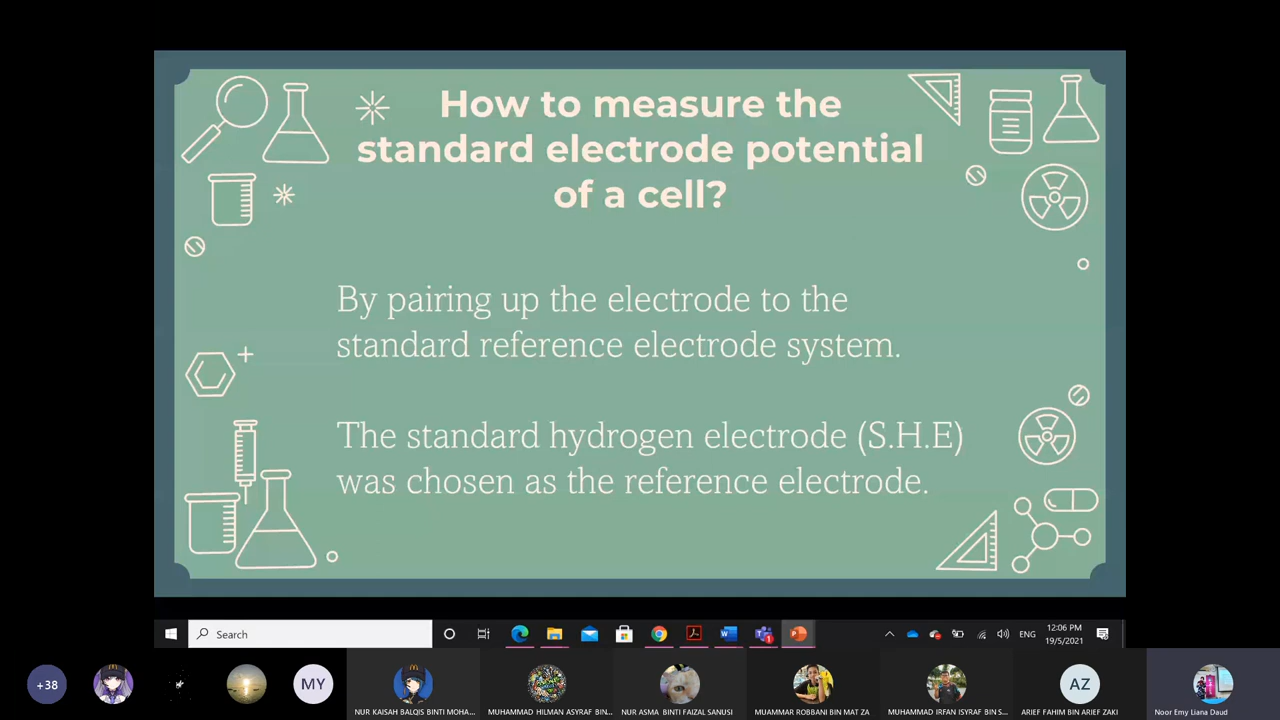 How to measure the
standard electrode potential
of a cell?
By pairing up the electrode to the
standard reference electrode system.
The standard hydrogen electrode (S.H.E)
was chosen as the reference electrode.
Search
ENG
12:06 PM
19/5/2021
+38
MY
AZ
NUR KAISAH BALQIS BINTI MOHA...
MUHAMMAD HILMAN ASYRAF BIN...
NUR ASMA BINTI FAIZAL SANUSI
MUAMMAR ROBBANI BIN MAT ZA
MUHAMMAD IRFAN ISYRAF BIN S...
ARIEF FAHIM BIN ARIEF ZAKI
Noor Emy Liana Daud